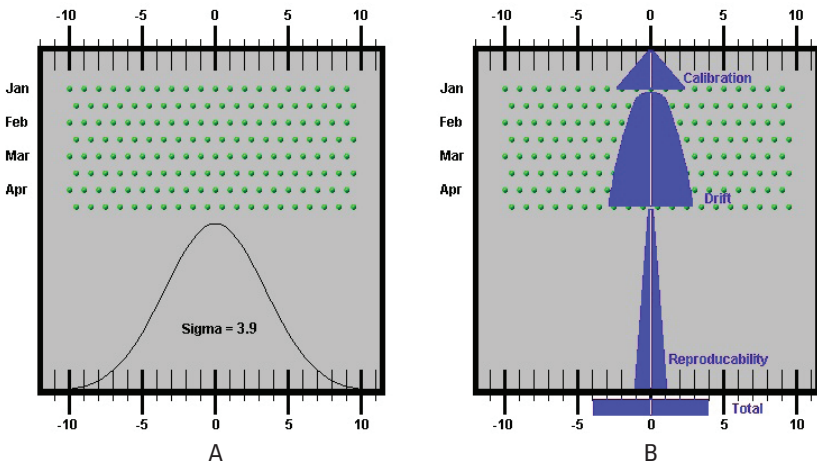 -10 -5 0 5 10
Jan
Feb
Mar
Apr
Sigma = 3.9
-10 -5 0 5 10
A
-10 -5 0 5 10
Calibration
Jan
Feb
Mar
Apr
Drift
Reproducability
Total
-10 -5 0 5 10
B